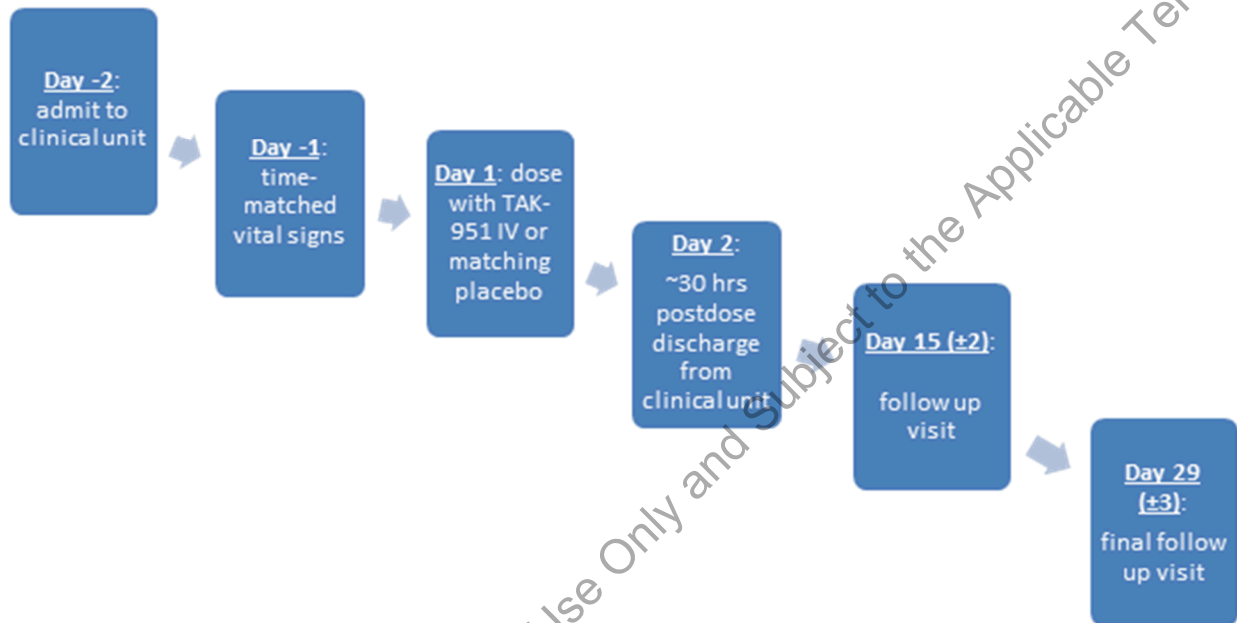 Day -2:
admit to
clinical unit
Day -1:
time-
matched
vital signs
Day 1: dose
with TAK-
951 IV or
matching
placebo
Day 2:
~30 hrs
postdose
discharge
from
clinical unit
Day 15 (±2):
follow up
visit
Day 29
(±3):
final follow
up visit
Use Only and Subject to the Applicable